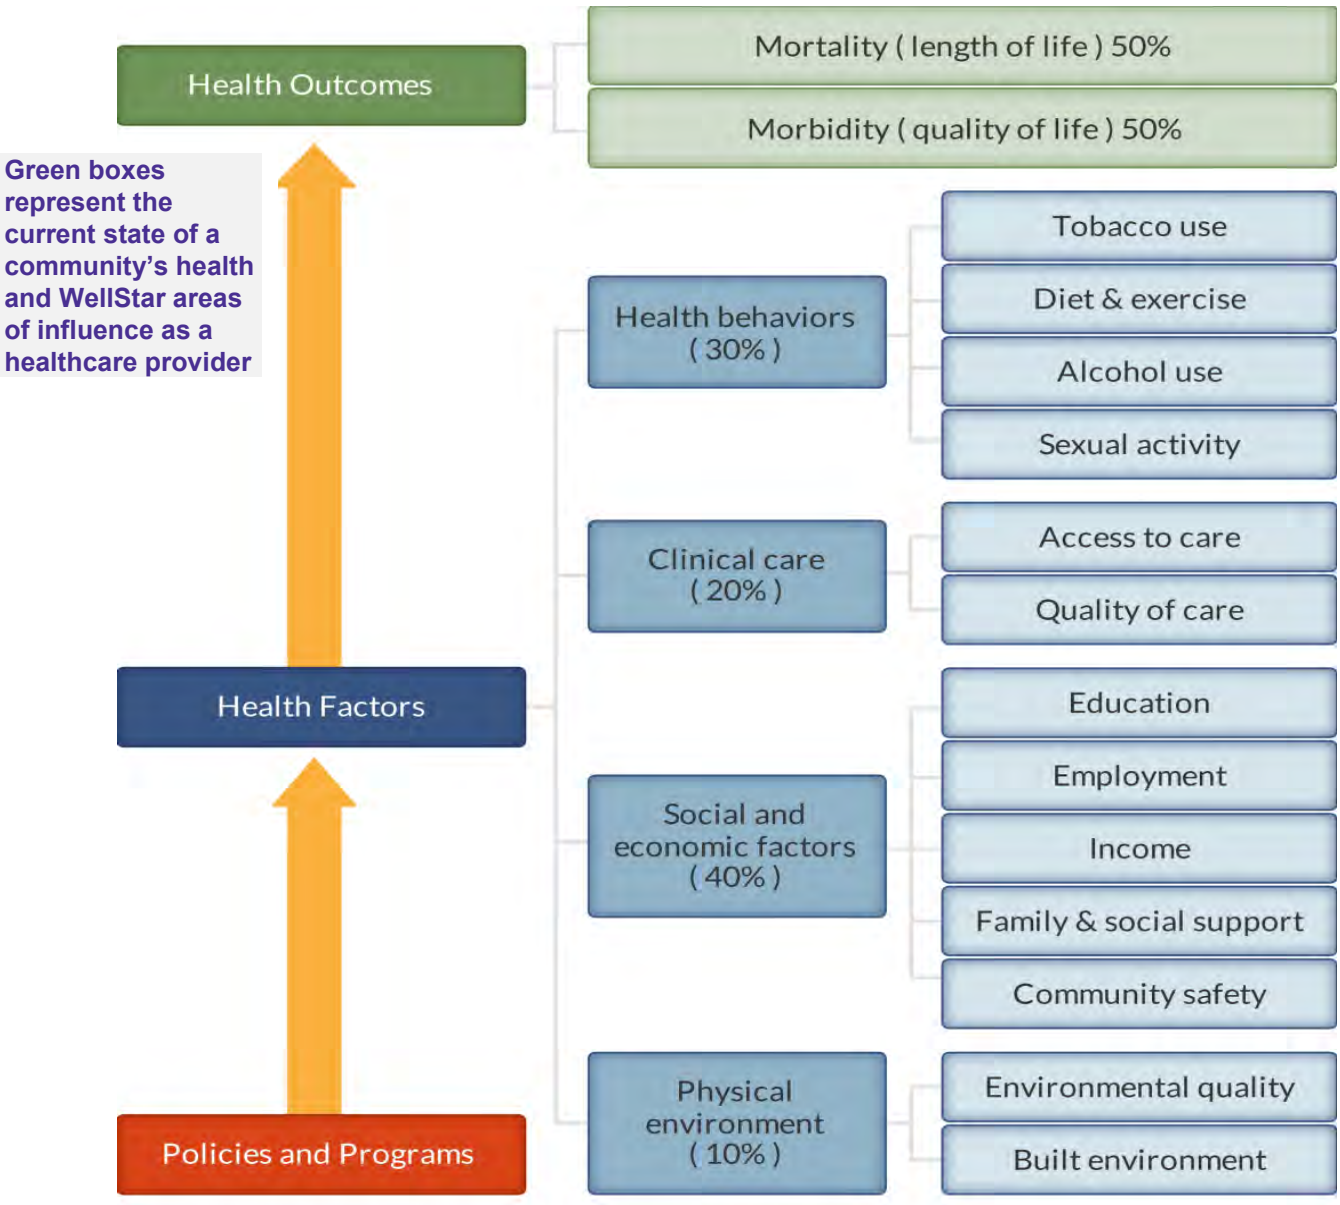 Health Outcomes
Mortality ( length of life ) 50%
Morbidity ( quality of life ) 50%
Green boxes
represent the
current state of a
community’s health
and WellStar areas
of influence as a
healthcare provider
Health Factors
Health behaviors
( 30% )
Tobacco use
Diet & exercise
Alcohol use
Sexual activity
Clinical care
( 20% )
Access to care
Quality of care
Social and
economic factors
( 40% )
Education
Employment
Income
Family & social support
Community safety
Physical
environment
( 10% )
Environmental quality
Built environment
Policies and Programs